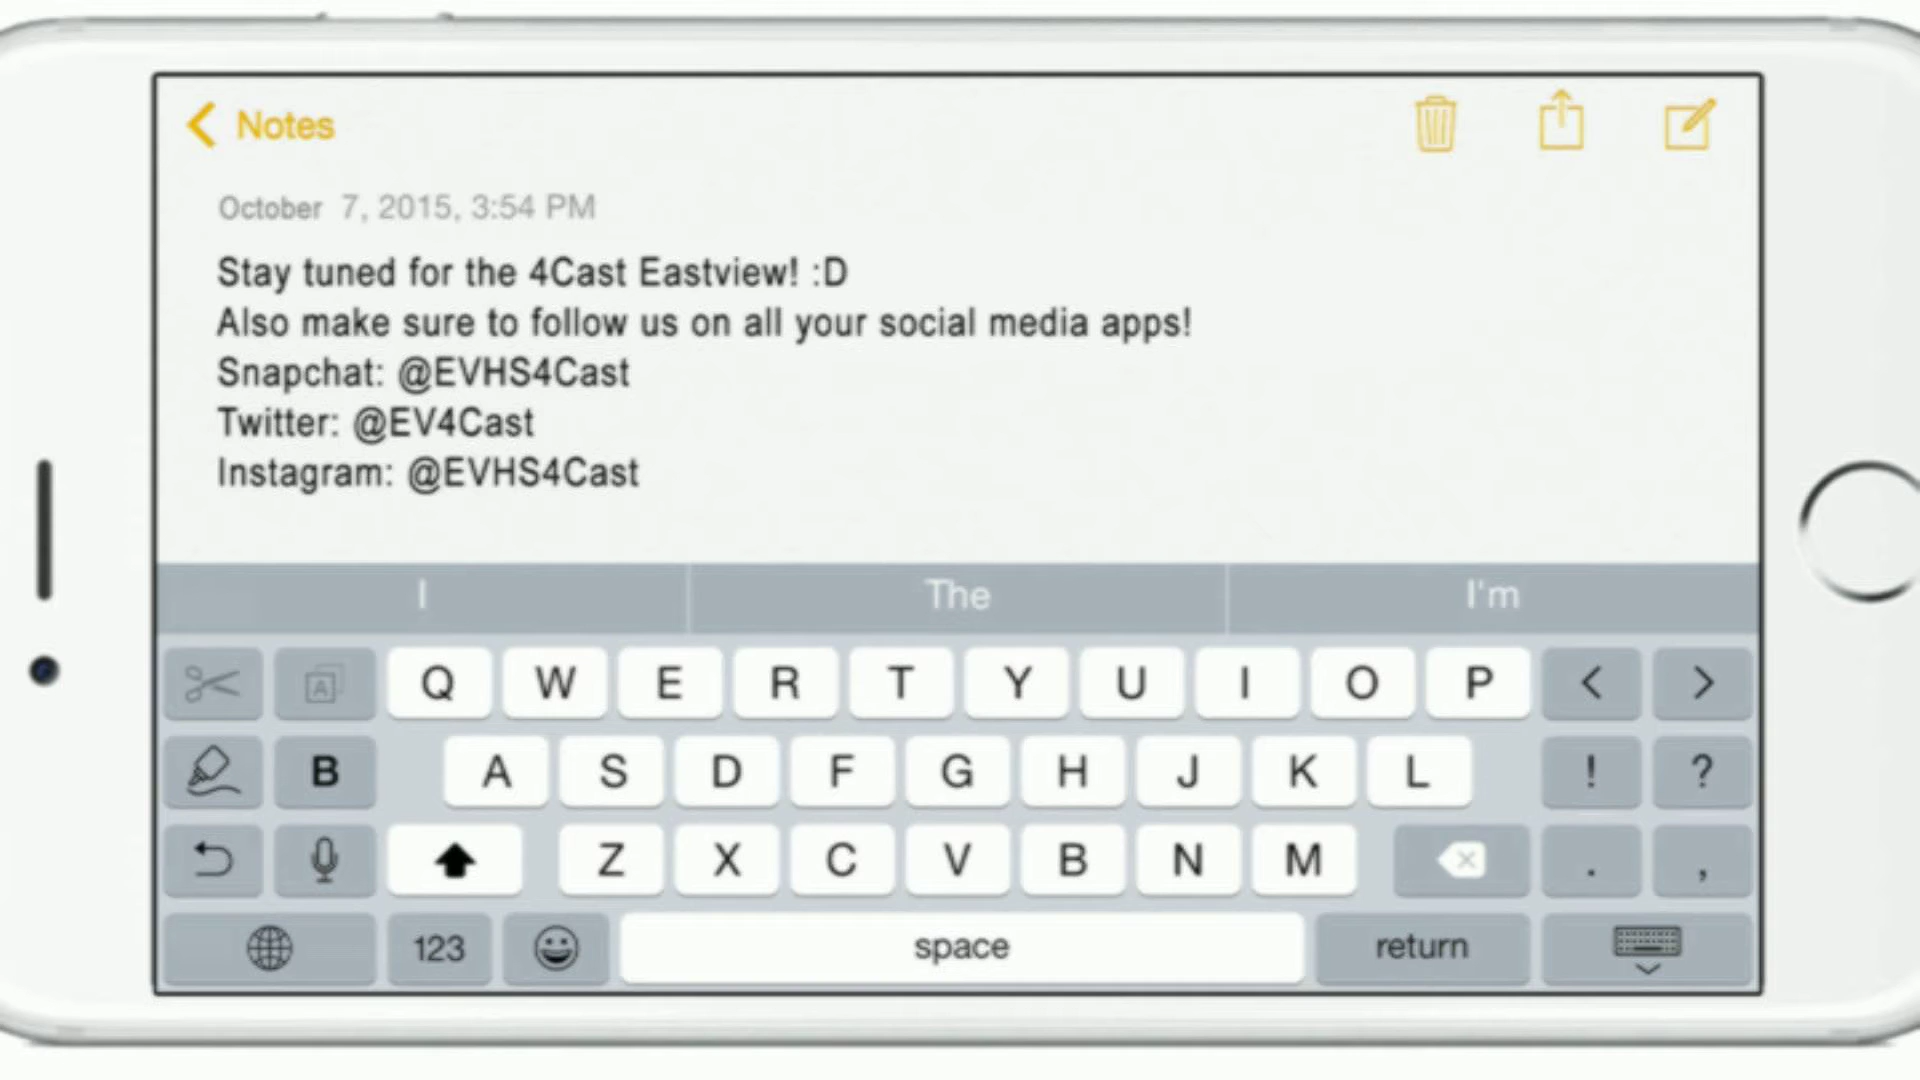 Notes
October 7, 2015, 3:54 PM
Stay tuned for the 4Cast Eastview! :D
Also make sure to follow us on all your social media apps!
Snapchat: @EVHS4Cast
Twitter: @EV4Cast
Instagram: @EVHS4Cast
I The I'm
A Q W E R T Y U I O P < >
B A S D F G H J K L ! ?
Z X C V B N M . ,
123 space return